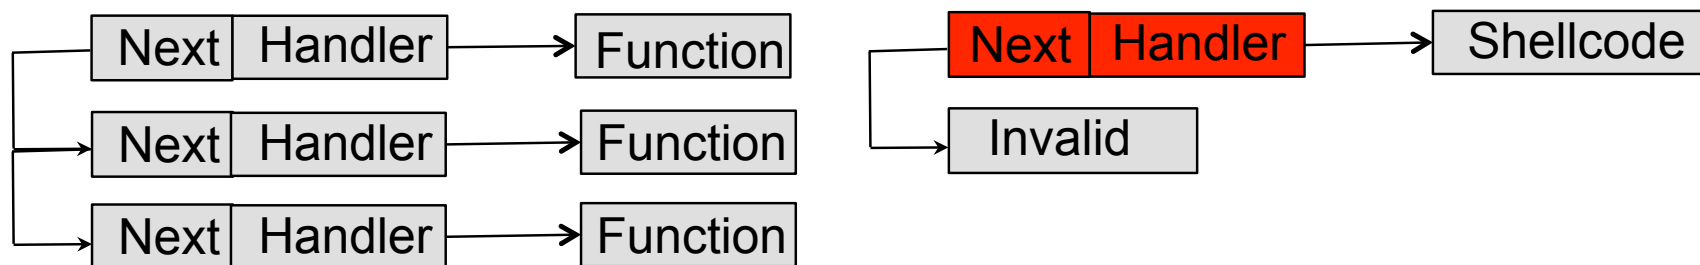 Next Handler Function
Next Handler Function
Next Handler Function
Next Handler Shellcode
Invalid